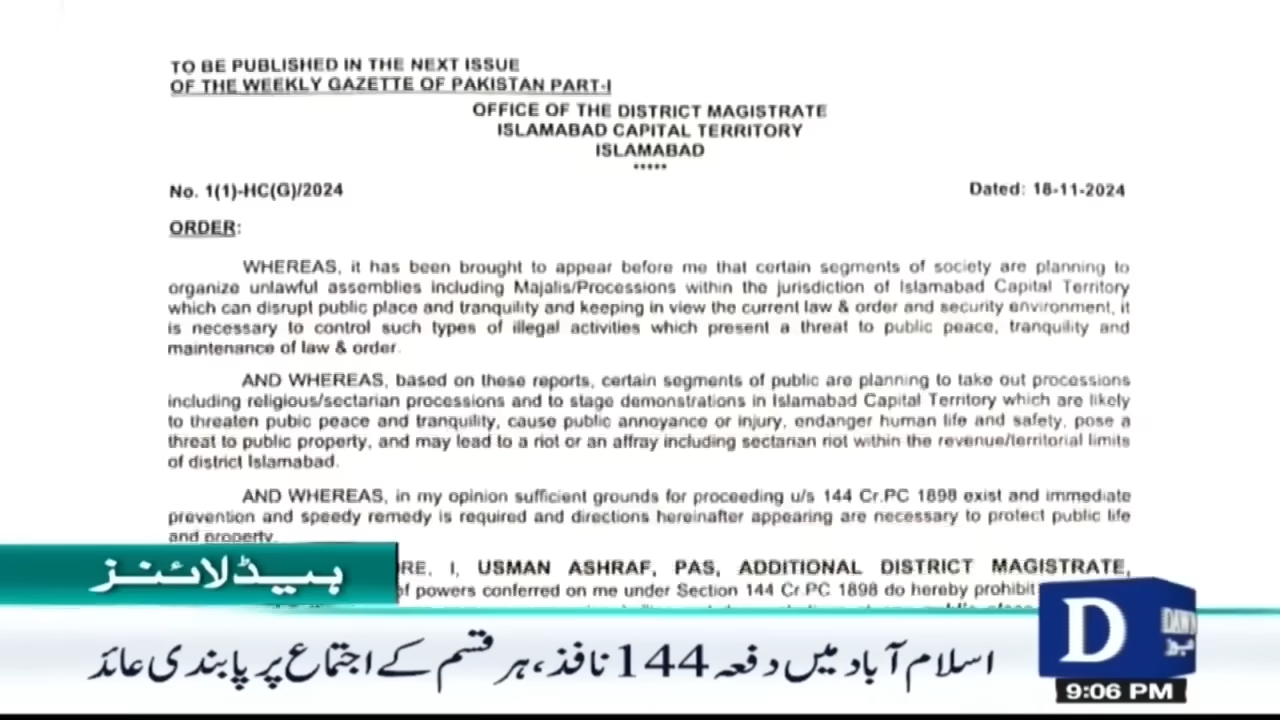 TO BE PUBLISHED IN THE NEXT ISSUE
OF THE WEEKLY GAZETTE OF PAKISTAN PART-I
OFFICE OF THE DISTRICT MAGISTRATE
ISLAMABAD CAPITAL TERRITORY
ISLAMABAD
*****
No. 1(1)-HC(G)/2024 Dated: 18-11-2024
ORDER:
WHEREAS, it has been brought to appear before me that certain segments of society are planning to
organize unlawful assemblies including Majalis/Processions within the jurisdiction of Islamabad Capital Territory
which can disrupt public place and tranquility and keeping in view the current law & order and security environment, it
is necessary to control such types of illegal activities which present a threat to public peace, tranquility and
maintenance of law & order.
AND WHEREAS, based on these reports, certain segments of public are planning to take out processions
including religious/sectarian processions and to stage demonstrations in Islamabad Capital Territory which are likely
to threaten pubic peace and tranquility, cause public annoyance or injury, endanger human life and safety, pose a
threat to public property, and may lead to a riot or an affray including sectarian riot within the revenue/territorial limits
of district Islamabad.
AND WHEREAS, in my opinion sufficient grounds for proceeding u/s 144 Cr.PC 1898 exist and immediate
prevention and speedy remedy is required and directions hereinafter appearing are necessary to protect public life
and property.
RE, I, USMAN ASHRAF, PAS, ADDITIONAL DISTRICT MAGISTRATE,
of powers conferred on me under Section 144 Cr.PC 1898 do hereby prohibit
ہیڈلائنز
اسلام آباد میں دفعہ 144 نافذ، ہر قسم کے اجتماع پر پابندی عائد
D DAWN نیوز
9:06 PM